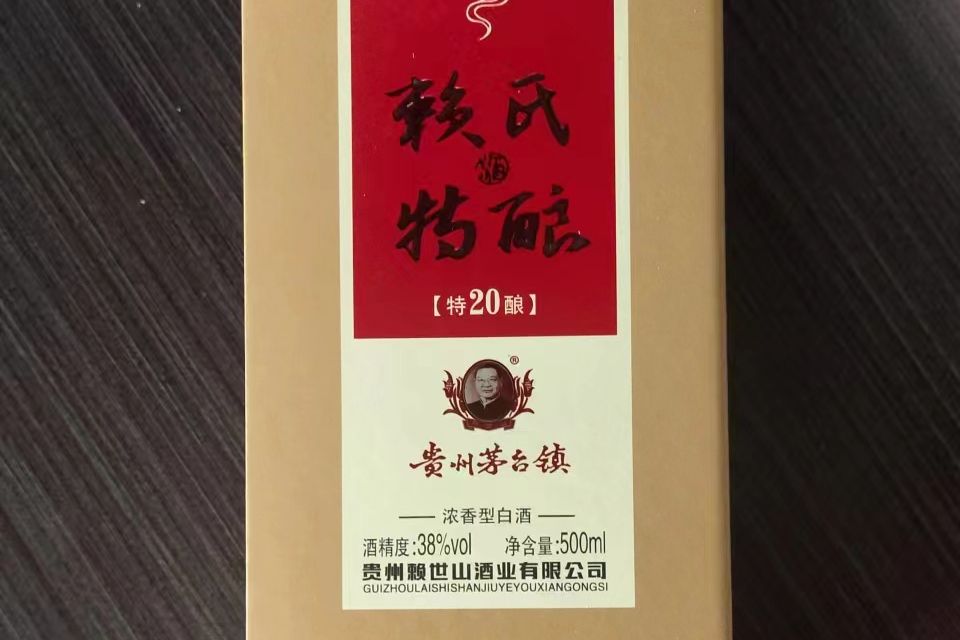 赖氏
特酿
【特20酿】
®
贵州茅台镇
浓香型白酒
酒精度:38%vol 净含量:500ml
贵州赖世山酒业有限公司
GUIZHOULAISHISHANJIUYEYOUXIANGONGSI